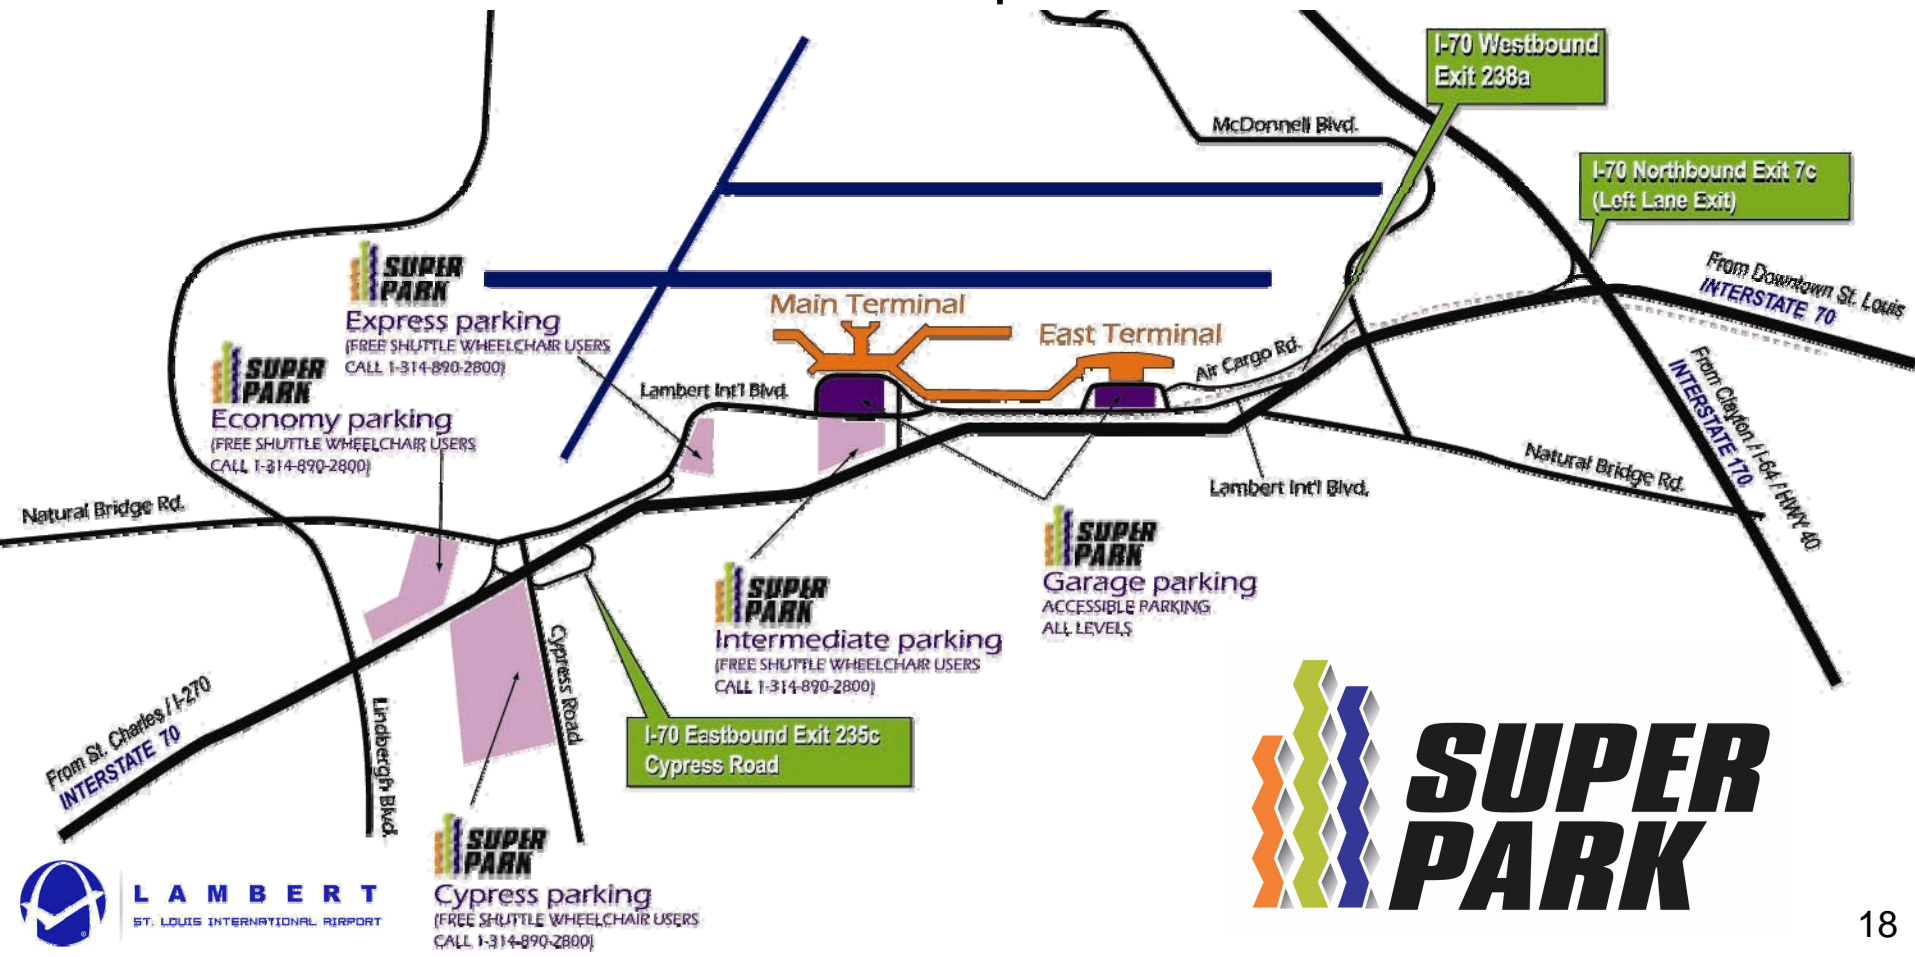 I-70 Westbound
Exit 238a
McDonnell Blvd.
I-70 Northbound Exit 7c
(Left Lane Exit)
From Downtown St. Louis
INTERSTATE 70
SUPER
PARK
Express parking
(FREE SHUTTLE WHEELCHAIR USERS
CALL 1-314-890-2800)
Main Terminal
East Terminal
Air Cargo Rd.
SUPER
PARK
Economy parking
(FREE SHUTTLE WHEELCHAIR USERS
CALL 1-314-890-2800)
Lambert Int'l Blvd.
From Clayton / I-64 / HWY 40
INTERSTATE 170
Natural Bridge Rd.
Lambert Int'l Blvd.
Natural Bridge Rd.
SUPER
PARK
Garage parking
ACCESSIBLE PARKING
ALL LEVELS
SUPER
PARK
Intermediate parking
(FREE SHUTTLE WHEELCHAIR USERS
CALL 1-314-890-2800)
Cypress Road
From St. Charles / I-270
INTERSTATE 70
Lindbergh Blvd.
I-70 Eastbound Exit 235c
Cypress Road
SUPER
PARK
Cypress parking
(FREE SHUTTLE WHEELCHAIR USERS
CALL 1-314-890-2800)
LAMBERT
ST. LOUIS INTERNATIONAL AIRPORT
SUPER
PARK
18